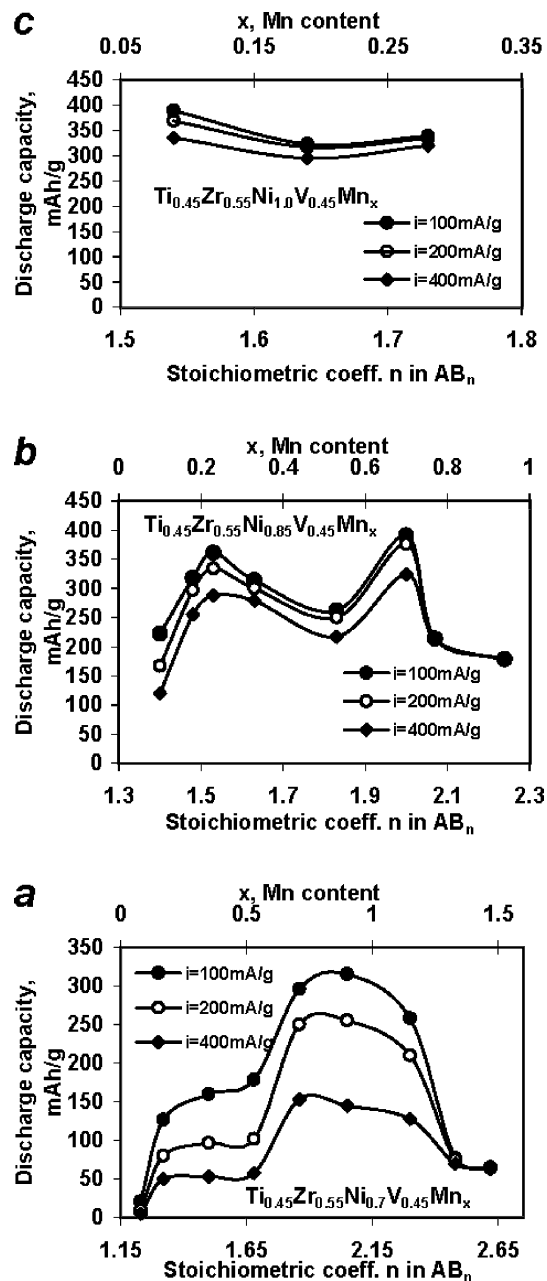 c
x, Mn content
0.05 0.15 0.25 0.35
Discharge capacity,
mAh/g
450
400
350
300
250
200
150
100
50
0
Ti0.45Zr0.55Ni1.0V0.45Mnx
i=100mA/g
i=200mA/g
i=400mA/g
1.5 1.6 1.7 1.8
Stoichiometric coeff. n in ABn
b
x, Mn content
0 0.2 0.4 0.6 0.8 1
Discharge capacity,
mAh/g
450
400
350
300
250
200
150
100
50
0
Ti0.45Zr0.55Ni0.85V0.45Mnx
i=100mA/g
i=200mA/g
i=400mA/g
1.3 1.5 1.7 1.9 2.1 2.3
Stoichiometric coeff. n in ABn
a
x, Mn content
0 0.5 1 1.5
Discharge capacity,
mAh/g
350
300
250
200
150
100
50
0
i=100mA/g
i=200mA/g
i=400mA/g
Ti0.45Zr0.55Ni0.7V0.45Mnx
1.15 1.65 2.15 2.65
Stoichiometric coeff. n in ABn